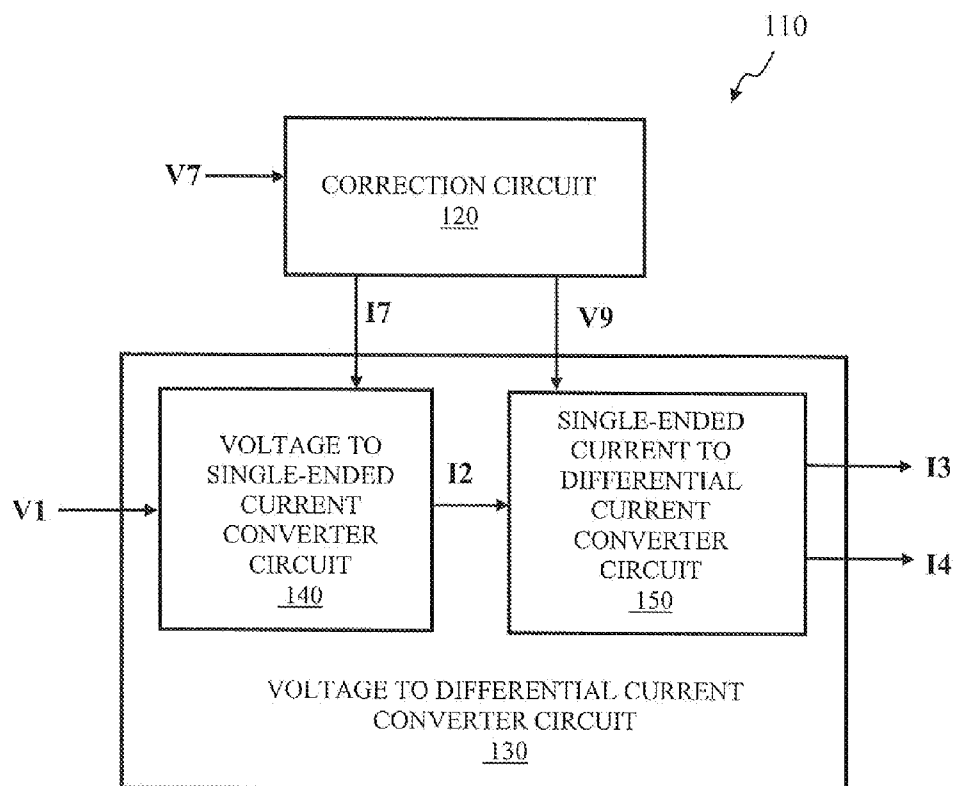 110
V7
CORRECTION CIRCUIT
120
I7
V9
VOLTAGE TO
SINGLE-ENDED
CURRENT
CONVERTER
CIRCUIT
140
V1
I2
SINGLE-ENDED
CURRENT TO
DIFFERENTIAL
CURRENT
CONVERTER
CIRCUIT
150
I3
I4
VOLTAGE TO DIFFERENTIAL CURRENT
CONVERTER CIRCUIT
130